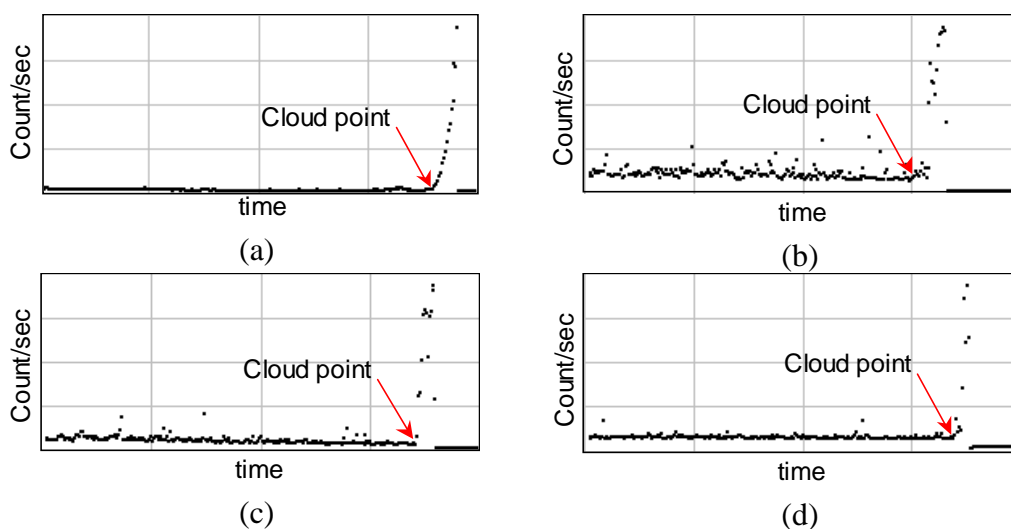 Count/sec
Cloud point
time
(a)
Count/sec
Cloud point
time
(b)
Count/sec
Cloud point
time
(c)
Count/sec
Cloud point
time
(d)